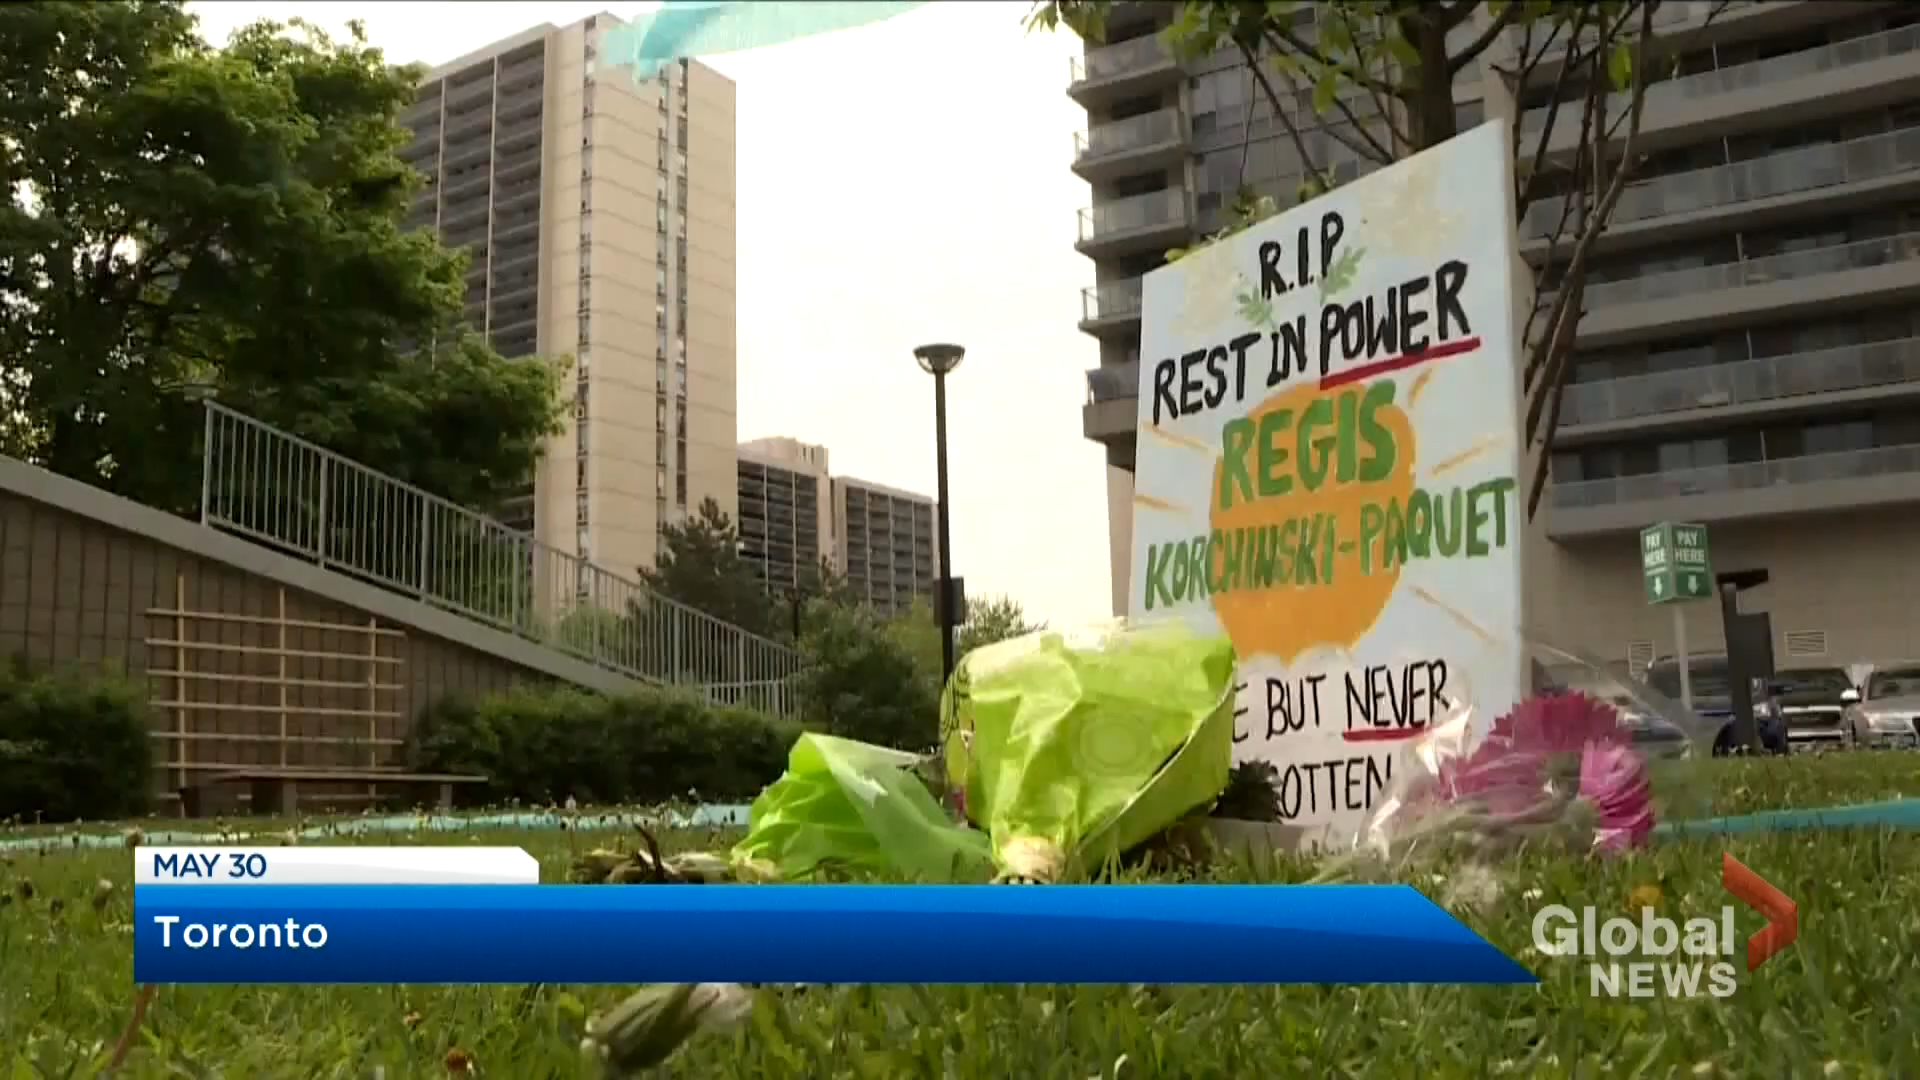 R.I.P
REST IN POWER
REGIS
KORCHINSKI-PAQUET
BUT NEVER
PAY HERE
PAY HERE
MAY 30
Toronto
Global
NEWS